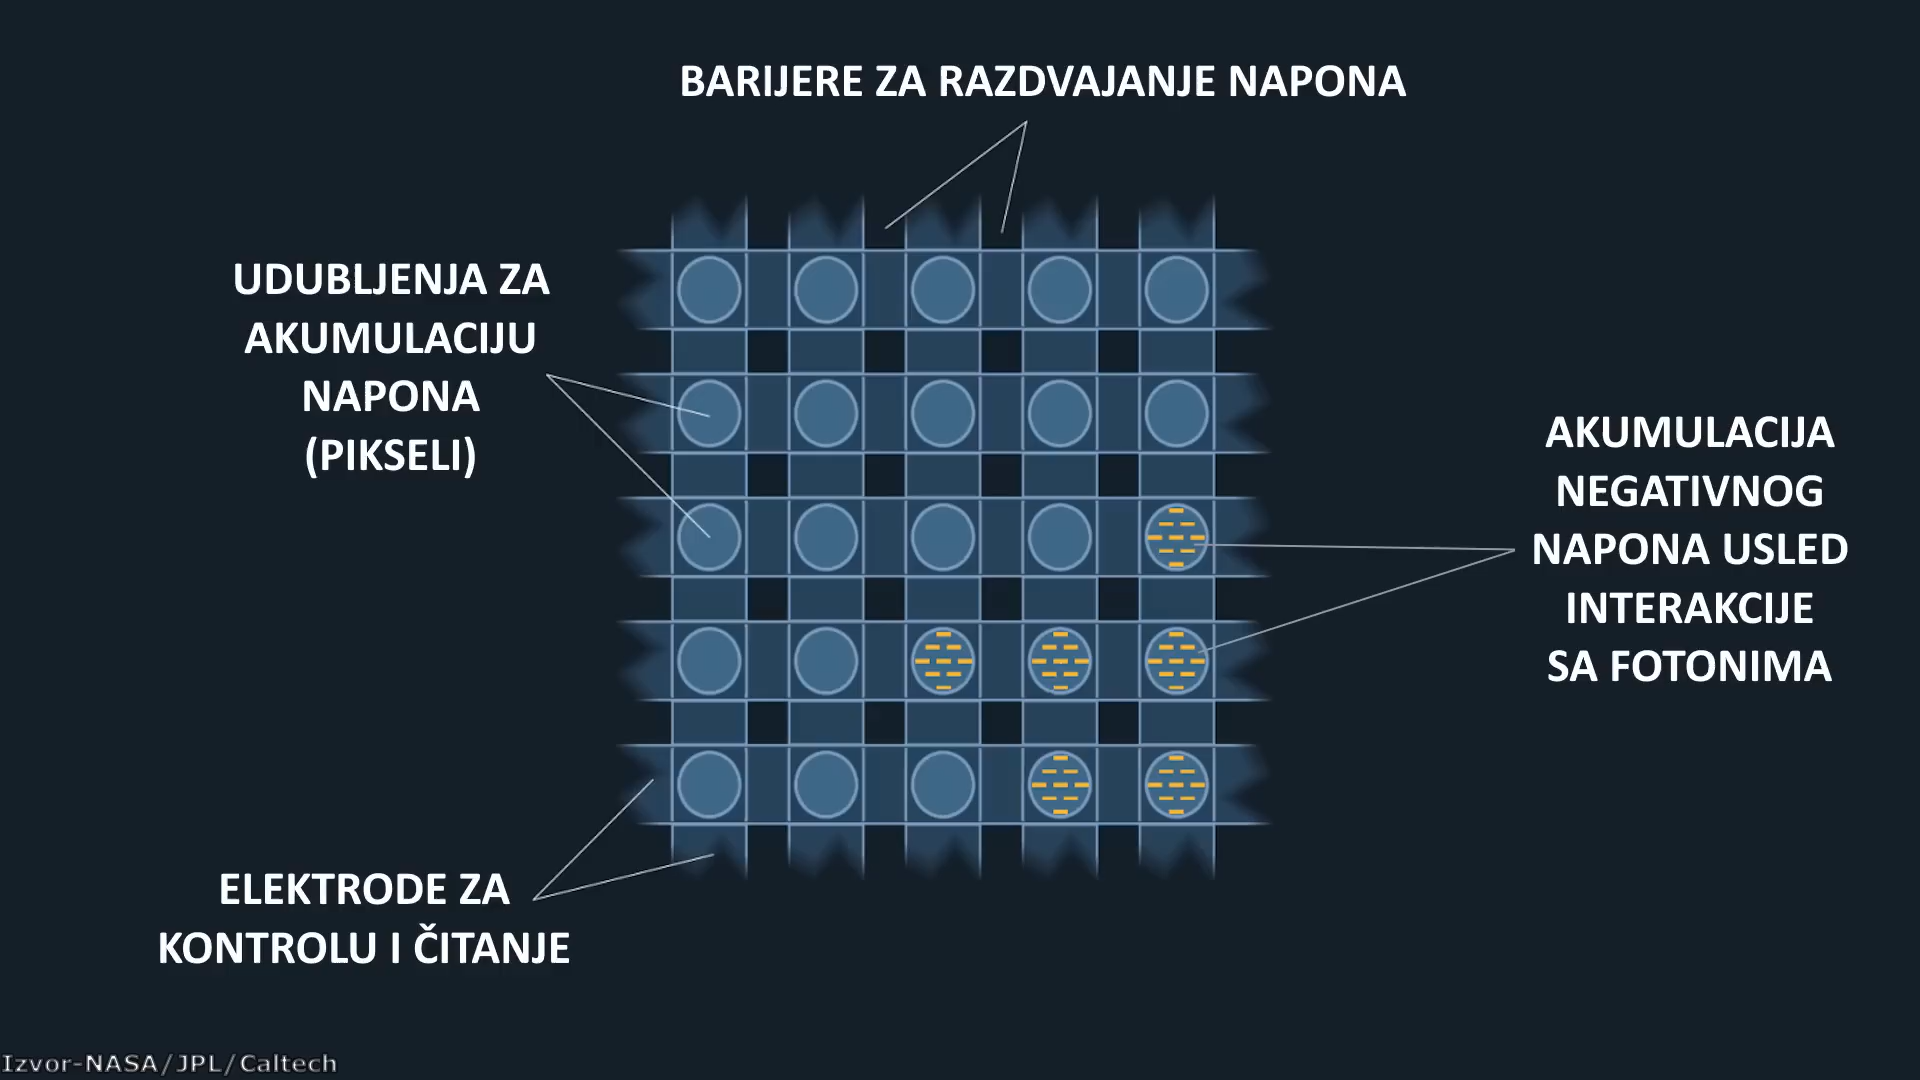 BARIJERE ZA RAZDVAJANJE NAPONA
UDUBLJENJA ZA
AKUMULACIJU
NAPONA
(PIKSELI)
AKUMULACIJA
NEGATIVNOG
NAPONA USLED
INTERAKCIJE
SA FOTONIMA
ELEKTRODE ZA
KONTROLU I ČITANJE
Izvor-NASA/JPL/Caltech